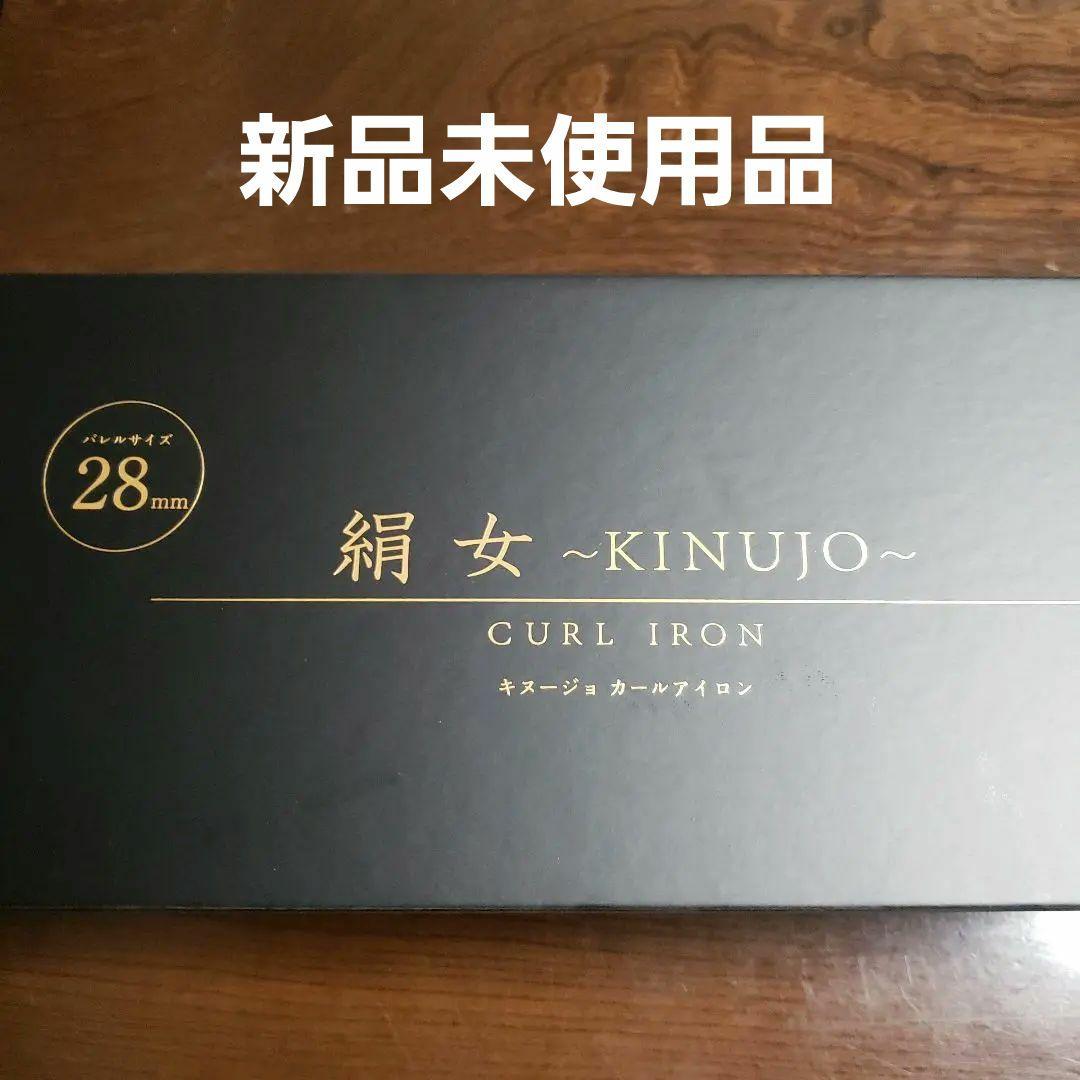 新品未使用品
バレルサイズ
28mm
絹女 ~KINUJO~
CURL IRON
キヌージョ カールアイロン